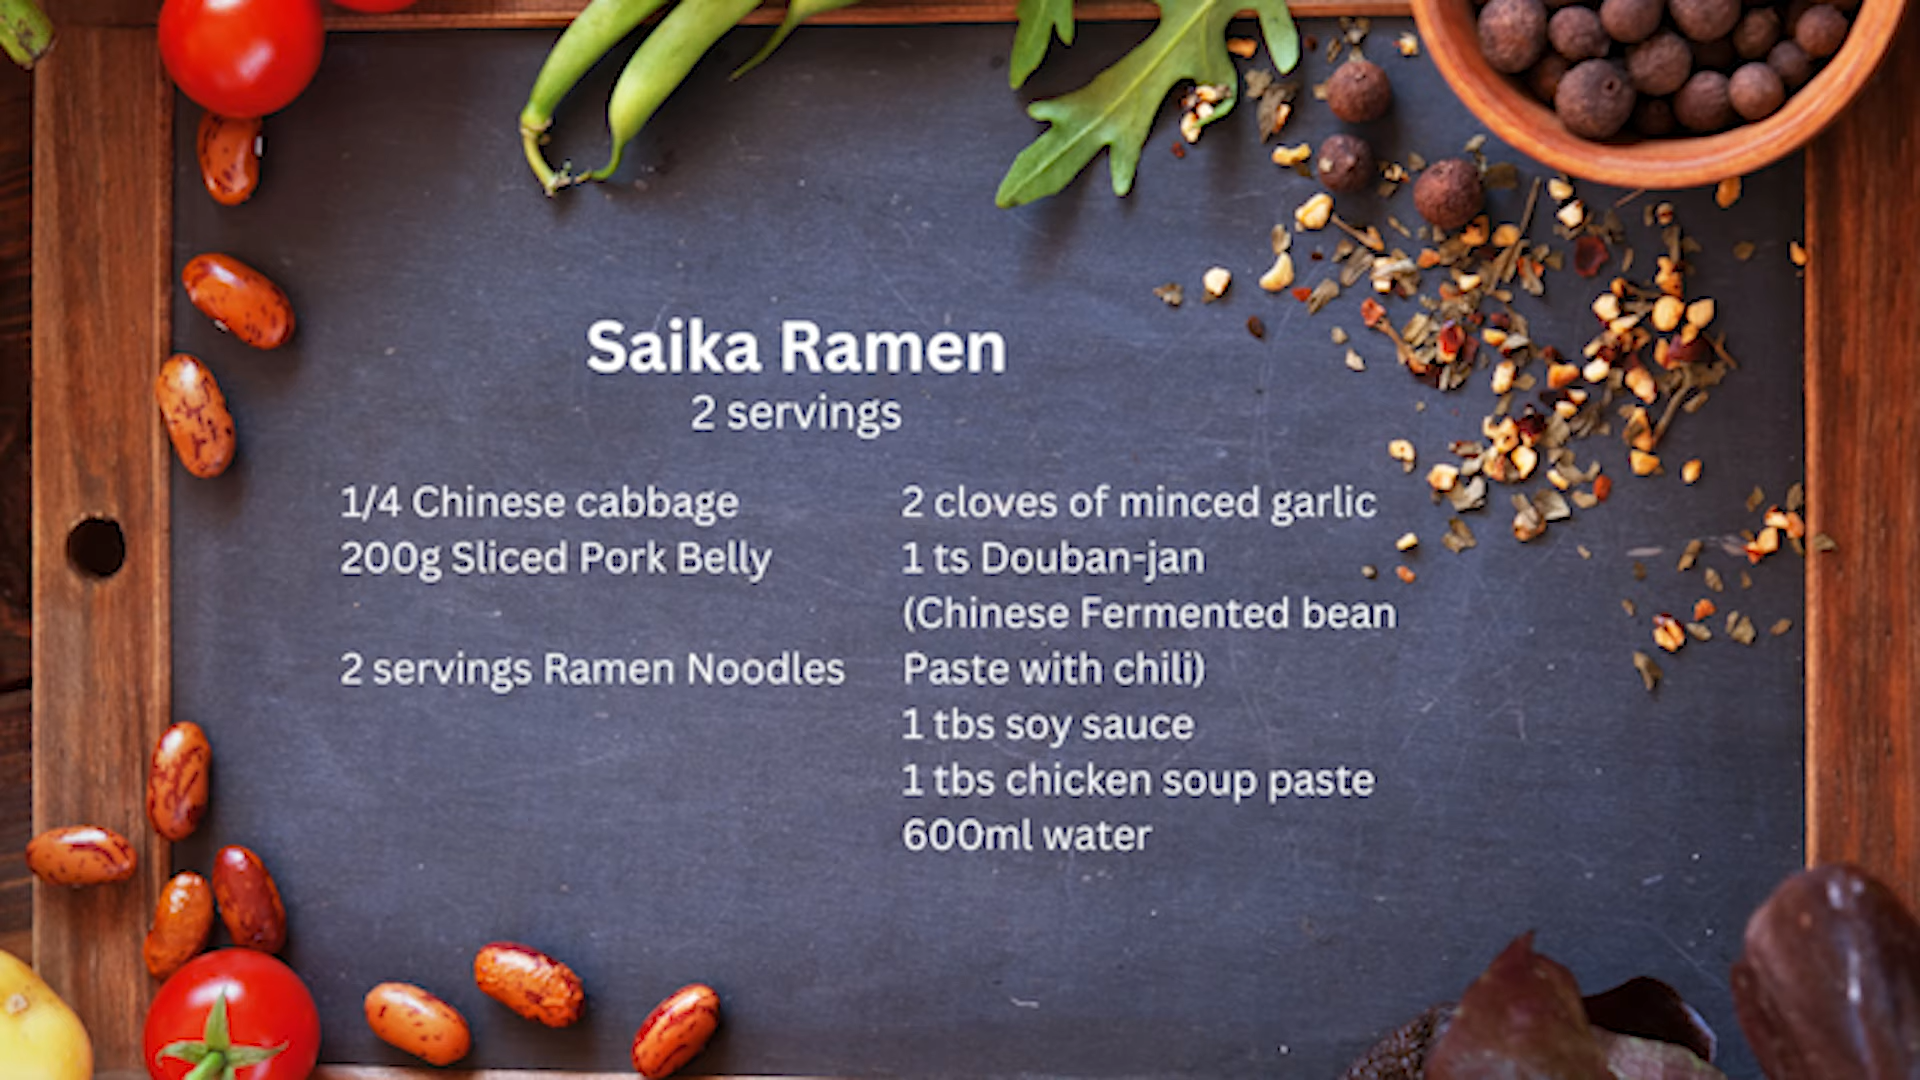 Saika Ramen
2 servings
1/4 Chinese cabbage
200g Sliced Pork Belly
2 servings Ramen Noodles
2 cloves of minced garlic
1 ts Douban-jan
(Chinese Fermented bean
Paste with chili)
1 tbs soy sauce
1 tbs chicken soup paste
600ml water